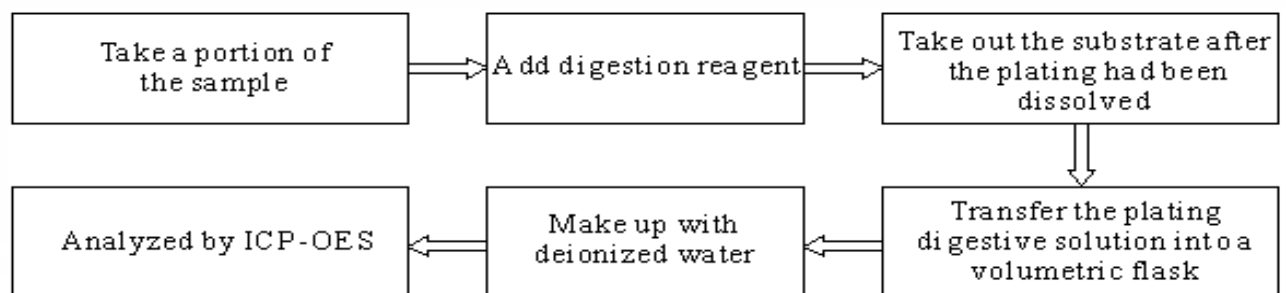 Take a portion of
the sample
Add digestion reagent
Take out the substrate after
the plating had been
dissolved
Transfer the plating
digestive solution into a
volumetric flask
Make up with
deionized water
Analyzed by ICP-OES